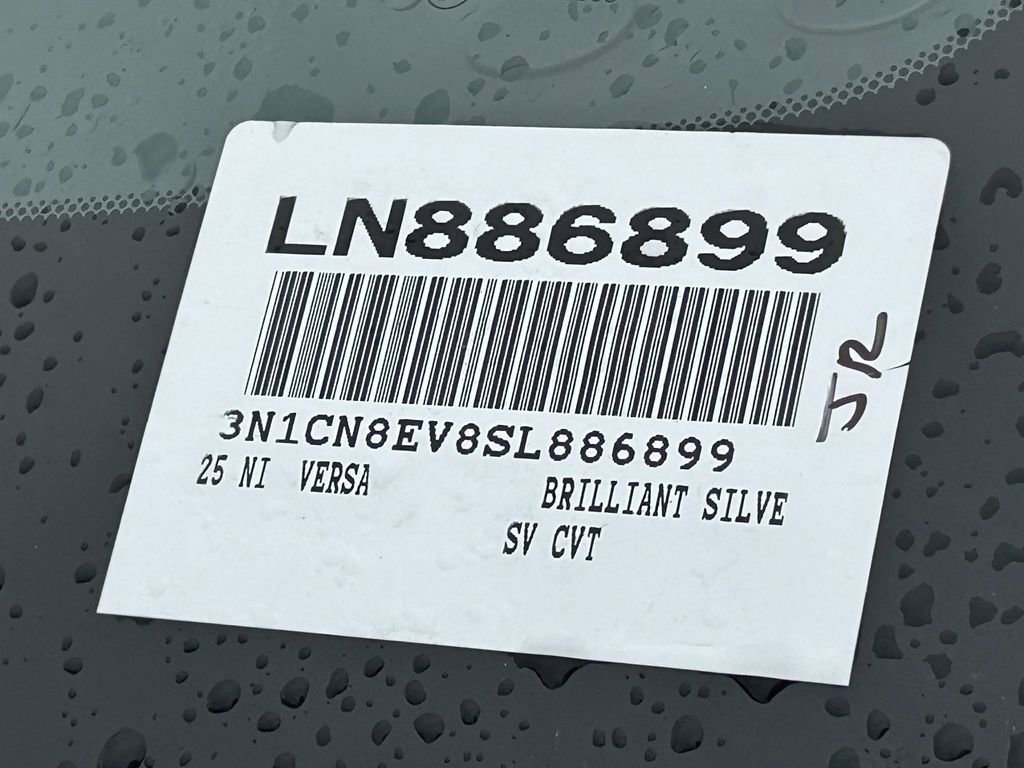 LN886899
JR
3N1CN8EV8SL886899
25 NI VERSA BRILLIANT SILVE
SV CVT